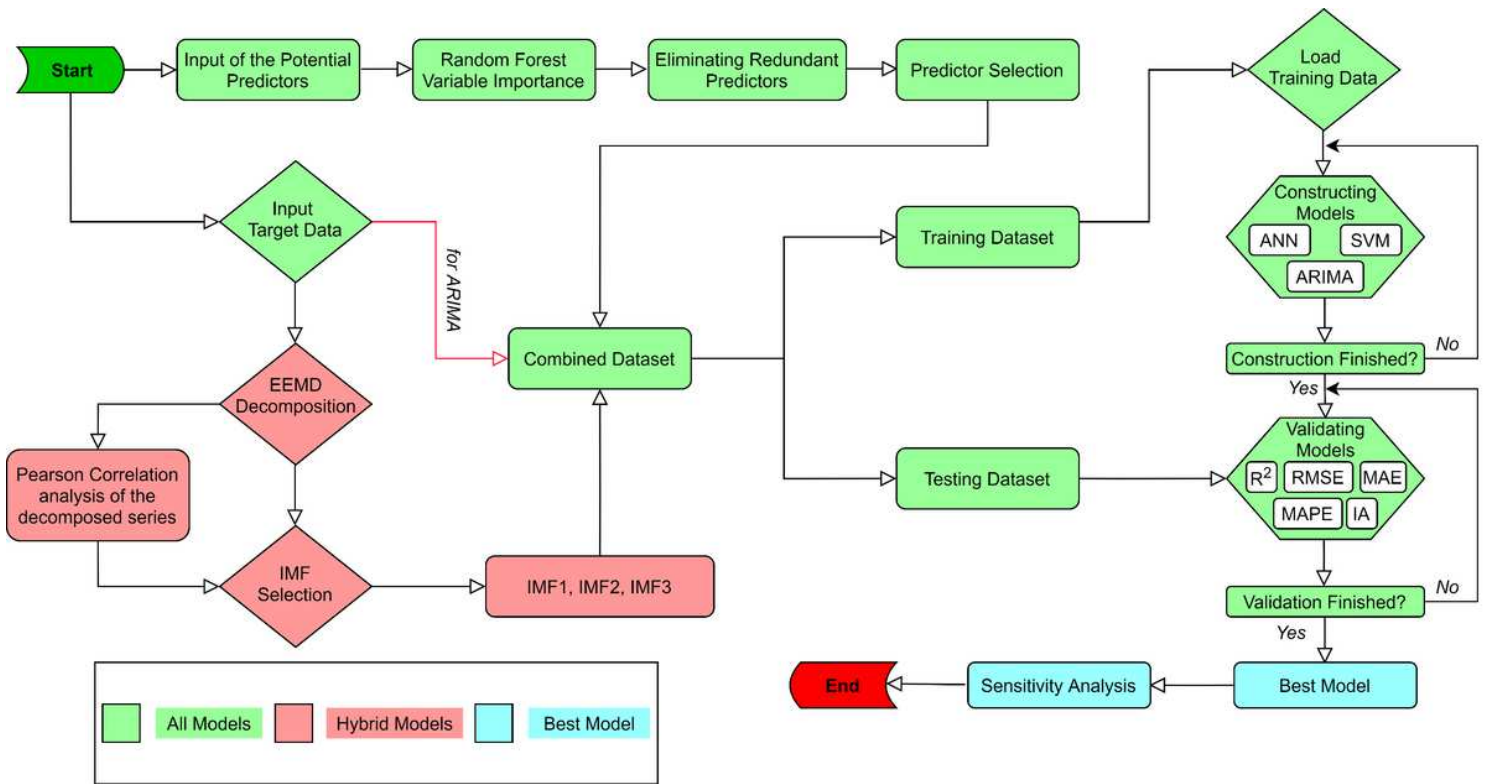 Start
Input of the Potential
Predictors
Random Forest
Variable Importance
Eliminating Redundant
Predictors
Predictor Selection
Load
Training Data
Input
Target Data
for ARIMA
Constructing
Models
ANN
SVM
ARIMA
Training Dataset
Combined Dataset
Construction Finished?
No
Yes
EEMD
Decomposition
Pearson Correlation
analysis of the
decomposed series
Testing Dataset
Validating
Models
R²
RMSE
MAE
MAPE
IA
IMF
Selection
IMF1, IMF2, IMF3
Validation Finished?
No
Yes
End
Sensitivity Analysis
Best Model
All Models
Hybrid Models
Best Model